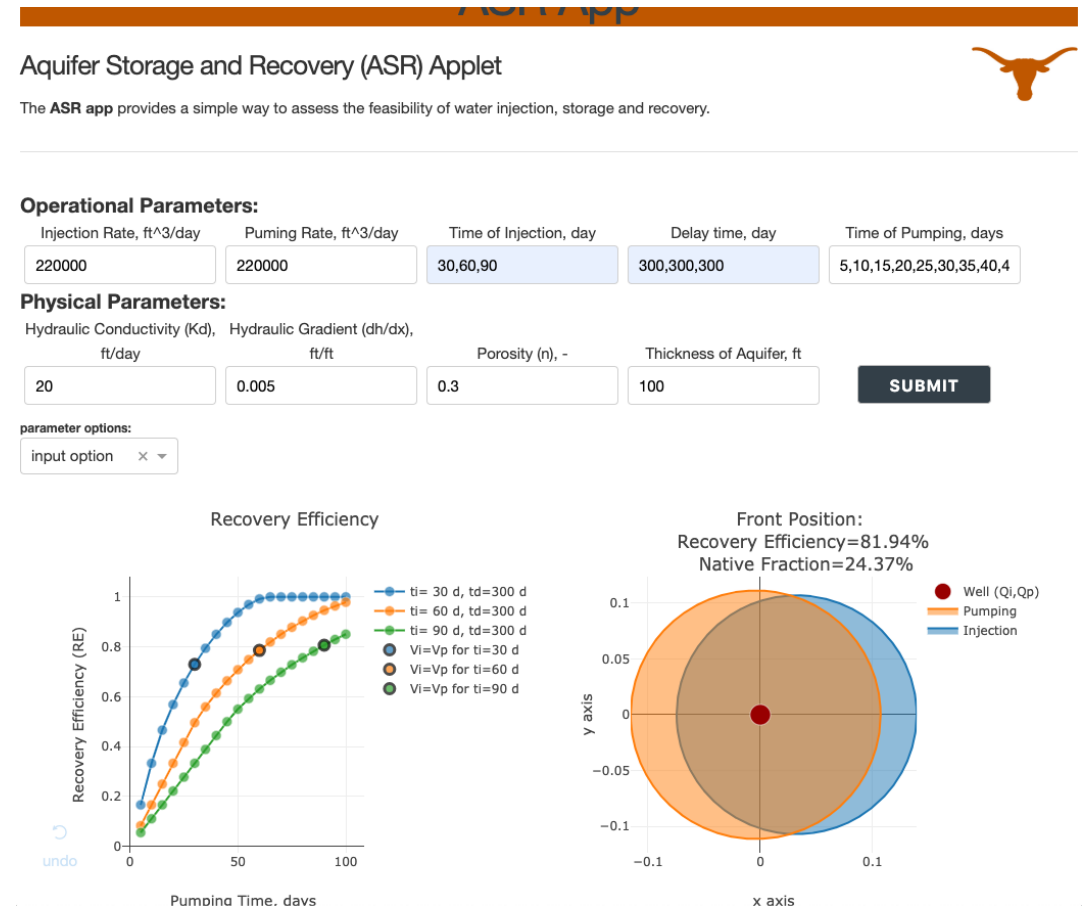 ASR App
Aquifer Storage and Recovery (ASR) Applet
The ASR app provides a simple way to assess the feasibility of water injection, storage and recovery.
Operational Parameters:
Injection Rate, ft^3/day
Puming Rate, ft^3/day
Time of Injection, day
Delay time, day
Time of Pumping, days
220000
220000
30,60,90
300,300,300
5,10,15,20,25,30,35,40,4
Physical Parameters:
Hydraulic Conductivity (Kd),
ft/day
Hydraulic Gradient (dh/dx),
ft/ft
Porosity (n), -
Thickness of Aquifer, ft
20
0.005
0.3
100
SUBMIT
parameter options:
input option
Recovery Efficiency
1
0.8
0.6
0.4
0.2
0
Recovery Efficiency (RE)
0
50
100
Pumping Time, days
undo
ti= 30 d, td=300 d
ti= 60 d, td=300 d
ti= 90 d, td=300 d
Vi=Vp for ti=30 d
Vi=Vp for ti=60 d
Vi=Vp for ti=90 d
Front Position:
Recovery Efficiency=81.94%
Native Fraction=24.37%
0.1
0.05
0
−0.05
−0.1
y axis
−0.1
0
0.1
x axis
Well (Qi,Qp)
Pumping
Injection